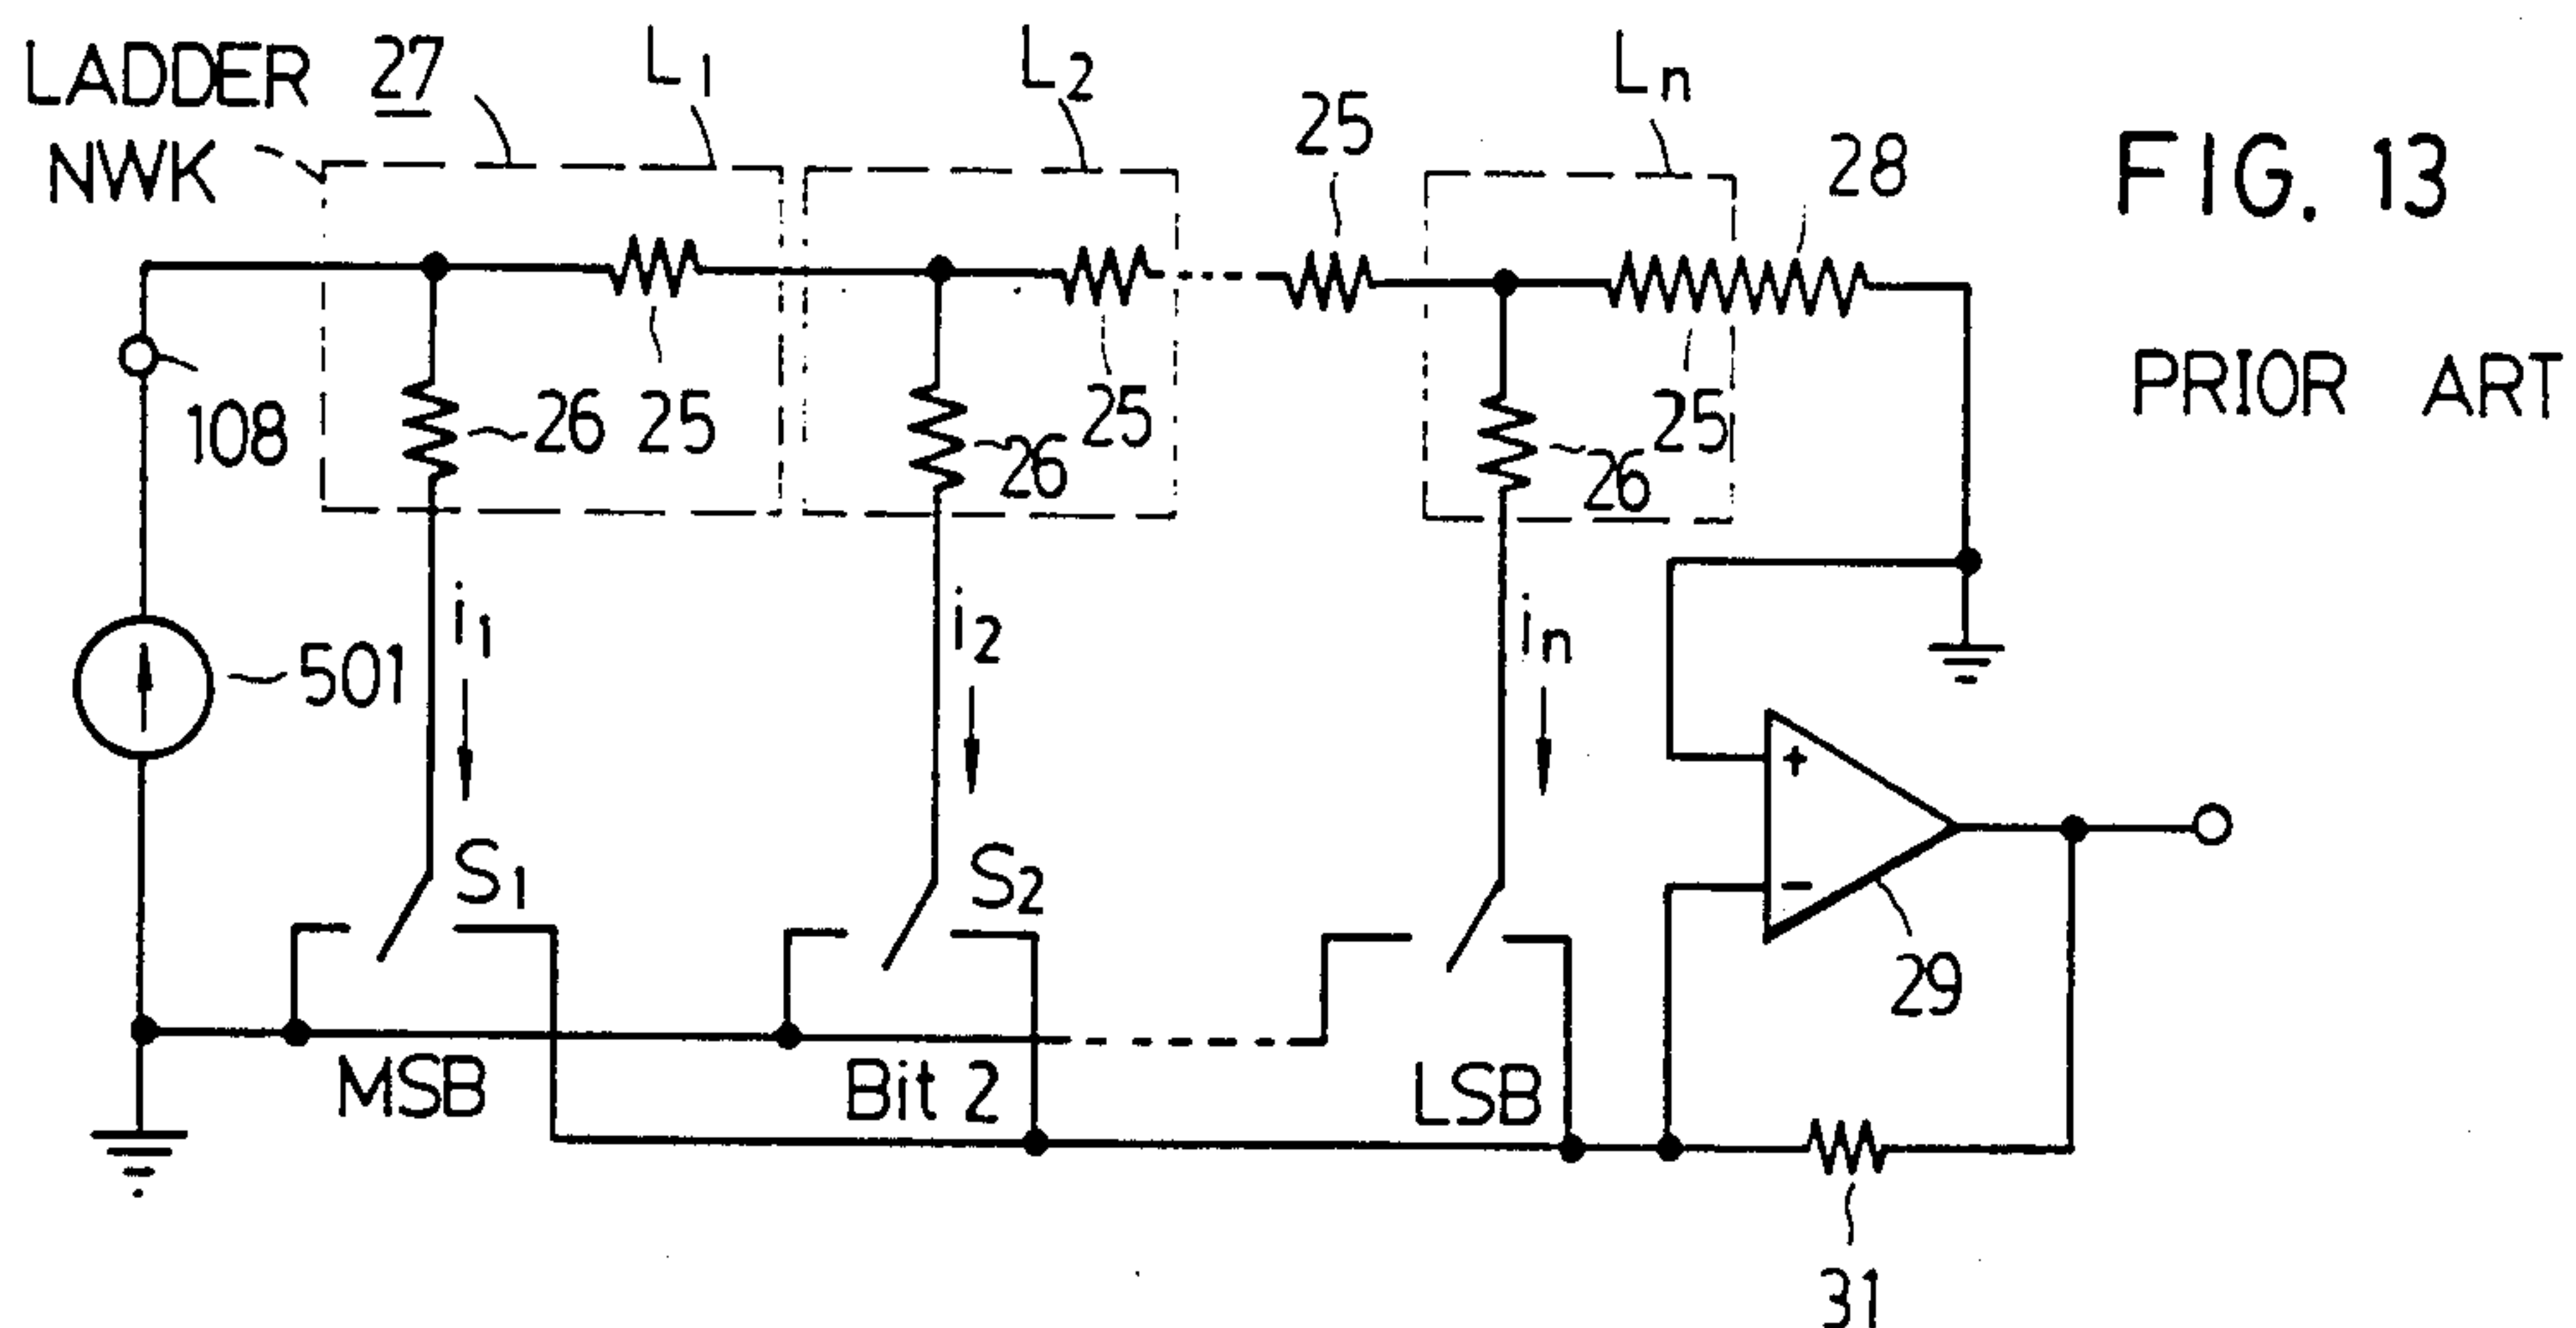 LADDER 27 L1 L2 Ln
NWK
25 28
FIG. 13
PRIOR ART
108 26 25 26 25 26 25
501 i1 i2 in
S1 S2
+
−
29
MSB Bit 2 LSB
31